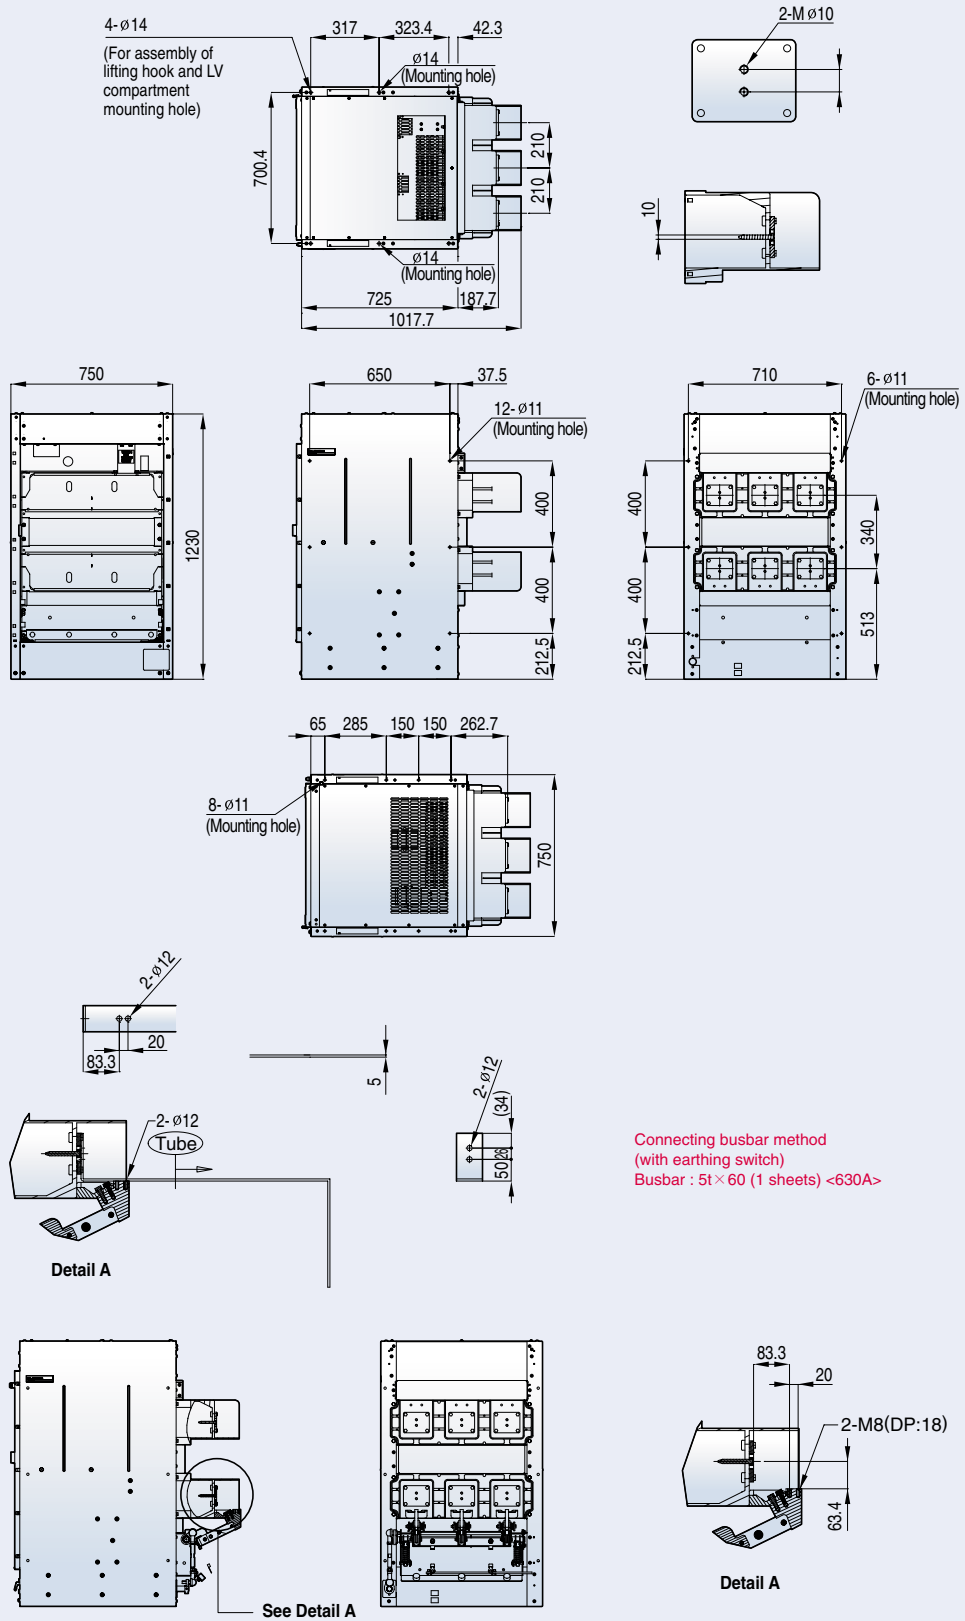 4-ø14
(For assembly of
lifting hook and LV
compartment
mounting hole)
317
323.4
42.3
ø14
(Mounting hole)
700.4
210
210
ø14
(Mounting hole)
725
187.7
1017.7
2-M ø10
10
750
1230
650
37.5
12-ø11
(Mounting hole)
400
400
212.5
710
6-ø11
(Mounting hole)
400
400
212.5
340
513
65
285
150
150
262.7
8-ø11
(Mounting hole)
750
2-ø12
20
83.3
5
2-ø12
(34)
26
50
2-ø12
Tube
Detail A
Connecting busbar method
(with earthing switch)
Busbar : 5t×60 (1 sheets) <630A>
See Detail A
83.3
20
2-M8(DP:18)
63.4
Detail A